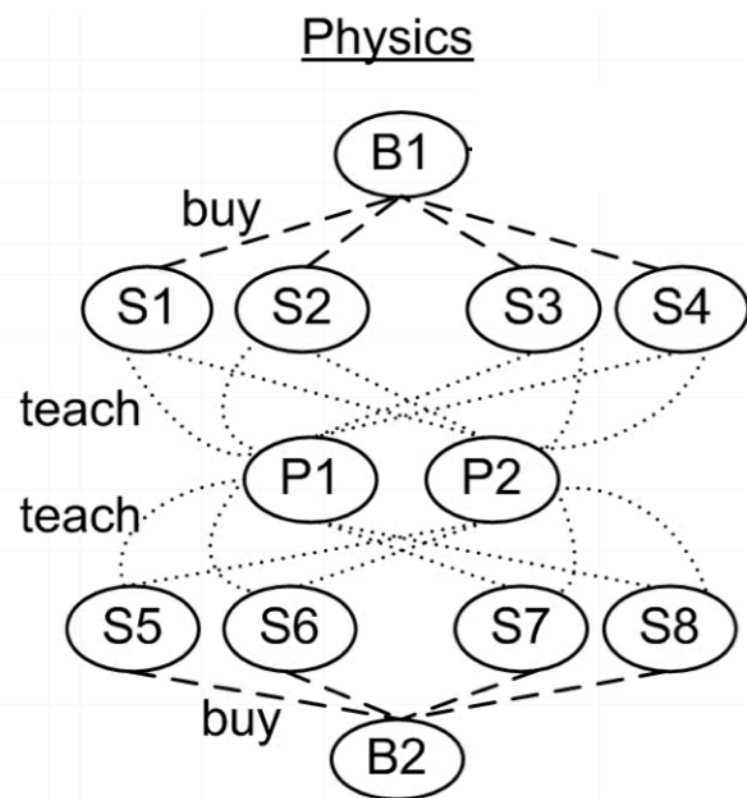 Physics
B1
buy
S1 S2 S3 S4
teach
P1 P2
teach
S5 S6 S7 S8
buy
B2